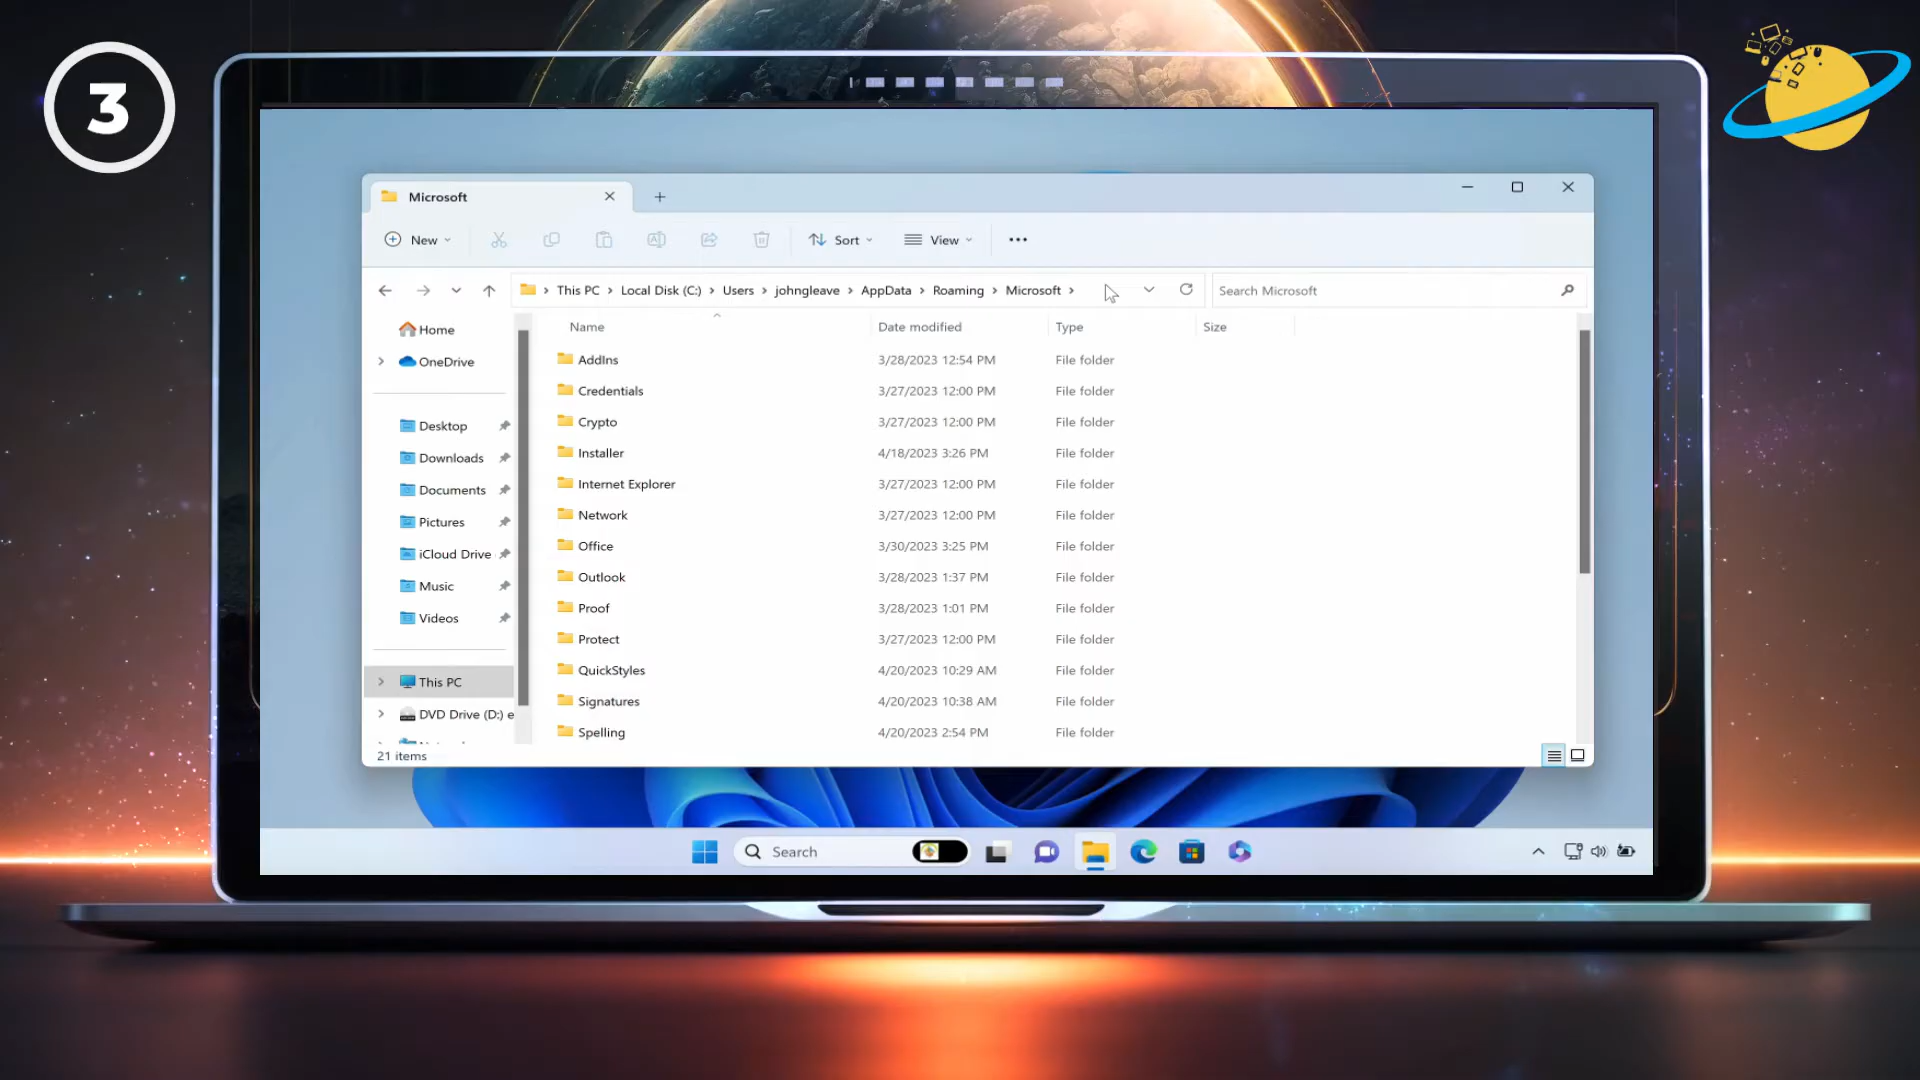 3
Microsoft
New
Sort
View
This PC > Local Disk (C:) > Users > johngleave > AppData > Roaming > Microsoft >
Search Microsoft
Home
OneDrive
Desktop
Downloads
Documents
Pictures
iCloud Drive
Music
Videos
This PC
DVD Drive (D:) e
21 items
Name Date modified Type Size
AddIns 3/28/2023 12:54 PM File folder
Credentials 3/27/2023 12:00 PM File folder
Crypto 3/27/2023 12:00 PM File folder
Installer 4/18/2023 3:26 PM File folder
Internet Explorer 3/27/2023 12:00 PM File folder
Network 3/27/2023 12:00 PM File folder
Office 3/30/2023 3:25 PM File folder
Outlook 3/28/2023 1:37 PM File folder
Proof 3/28/2023 1:01 PM File folder
Protect 3/27/2023 12:00 PM File folder
QuickStyles 4/20/2023 10:29 AM File folder
Signatures 4/20/2023 10:38 AM File folder
Spelling 4/20/2023 2:54 PM File folder
Search